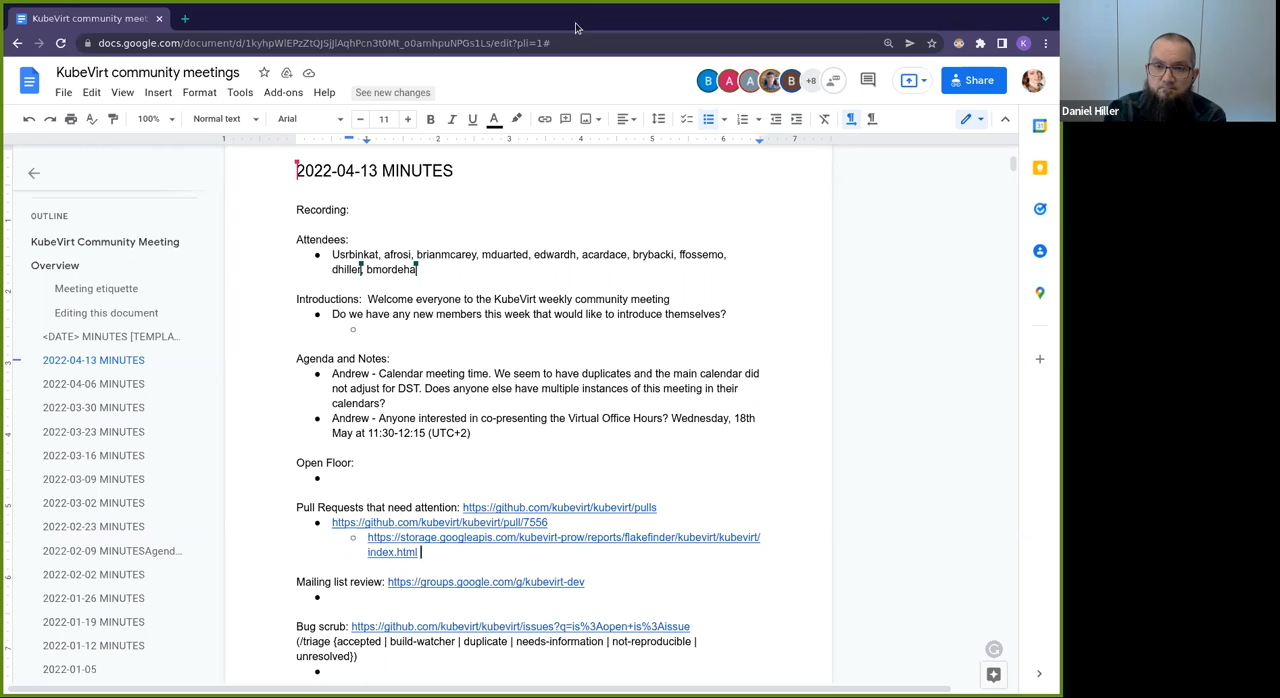 KubeVirt community meet
docs.google.com/document/d/1kyhpWlEPzZtQJSjJlAqhPcn3t0Mt_o0amhpuNPGs1Ls/edit?pli=1#
K
KubeVirt community meetings
File Edit View Insert Format Tools Add-ons Help See new changes
B A A B +8 Share
100% Normal text Arial 11 B I U A
Daniel Hiller
1 1 2 3 4 5 6 7
OUTLINE
KubeVirt Community Meeting
Overview
Meeting etiquette
Editing this document
<DATE> MINUTES [TEMPLA...
2022-04-13 MINUTES
2022-04-06 MINUTES
2022-03-30 MINUTES
2022-03-23 MINUTES
2022-03-16 MINUTES
2022-03-09 MINUTES
2022-03-02 MINUTES
2022-02-23 MINUTES
2022-02-09 MINUTESAgend...
2022-02-02 MINUTES
2022-01-26 MINUTES
2022-01-19 MINUTES
2022-01-12 MINUTES
2022-01-05
2022-04-13 MINUTES
Recording:
Attendees:
● Usrbinkat, afrosi, brianmcarey, mduarted, edwardh, acardace, brybacki, ffossemo,
dhiller, bmordeha
Introductions: Welcome everyone to the KubeVirt weekly community meeting
● Do we have any new members this week that would like to introduce themselves?
○
Agenda and Notes:
● Andrew - Calendar meeting time. We seem to have duplicates and the main calendar did
not adjust for DST. Does anyone else have multiple instances of this meeting in their
calendars?
● Andrew - Anyone interested in co-presenting the Virtual Office Hours? Wednesday, 18th
May at 11:30-12:15 (UTC+2)
Open Floor:
●
Pull Requests that need attention: https://github.com/kubevirt/kubevirt/pulls
● https://github.com/kubevirt/kubevirt/pull/7556
○ https://storage.googleapis.com/kubevirt-prow/reports/flakefinder/kubevirt/kubevirt/
index.html
Mailing list review: https://groups.google.com/g/kubevirt-dev
●
Bug scrub: https://github.com/kubevirt/kubevirt/issues?q=is%3Aopen+is%3Aissue
(/triage {accepted | build-watcher | duplicate | needs-information | not-reproducible |
unresolved})
●